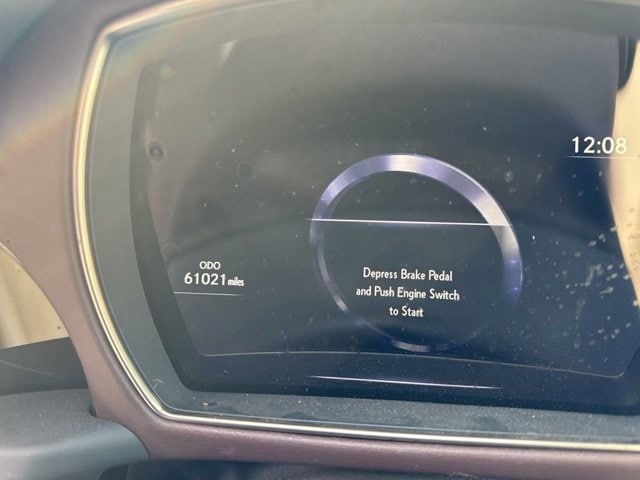 12:08
ODO
61021 miles
Depress Brake Pedal
and Push Engine Switch
to Start